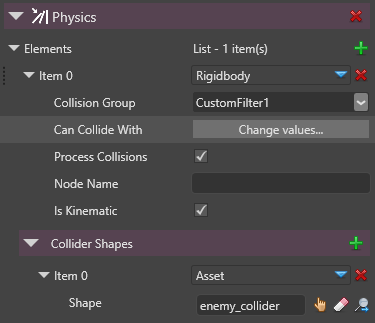 Physics
Elements List - 1 item(s)
Item 0 Rigidbody
Collision Group CustomFilter1
Can Collide With Change values...
Process Collisions
Node Name
Is Kinematic
Collider Shapes
Item 0 Asset
Shape enemy_collider